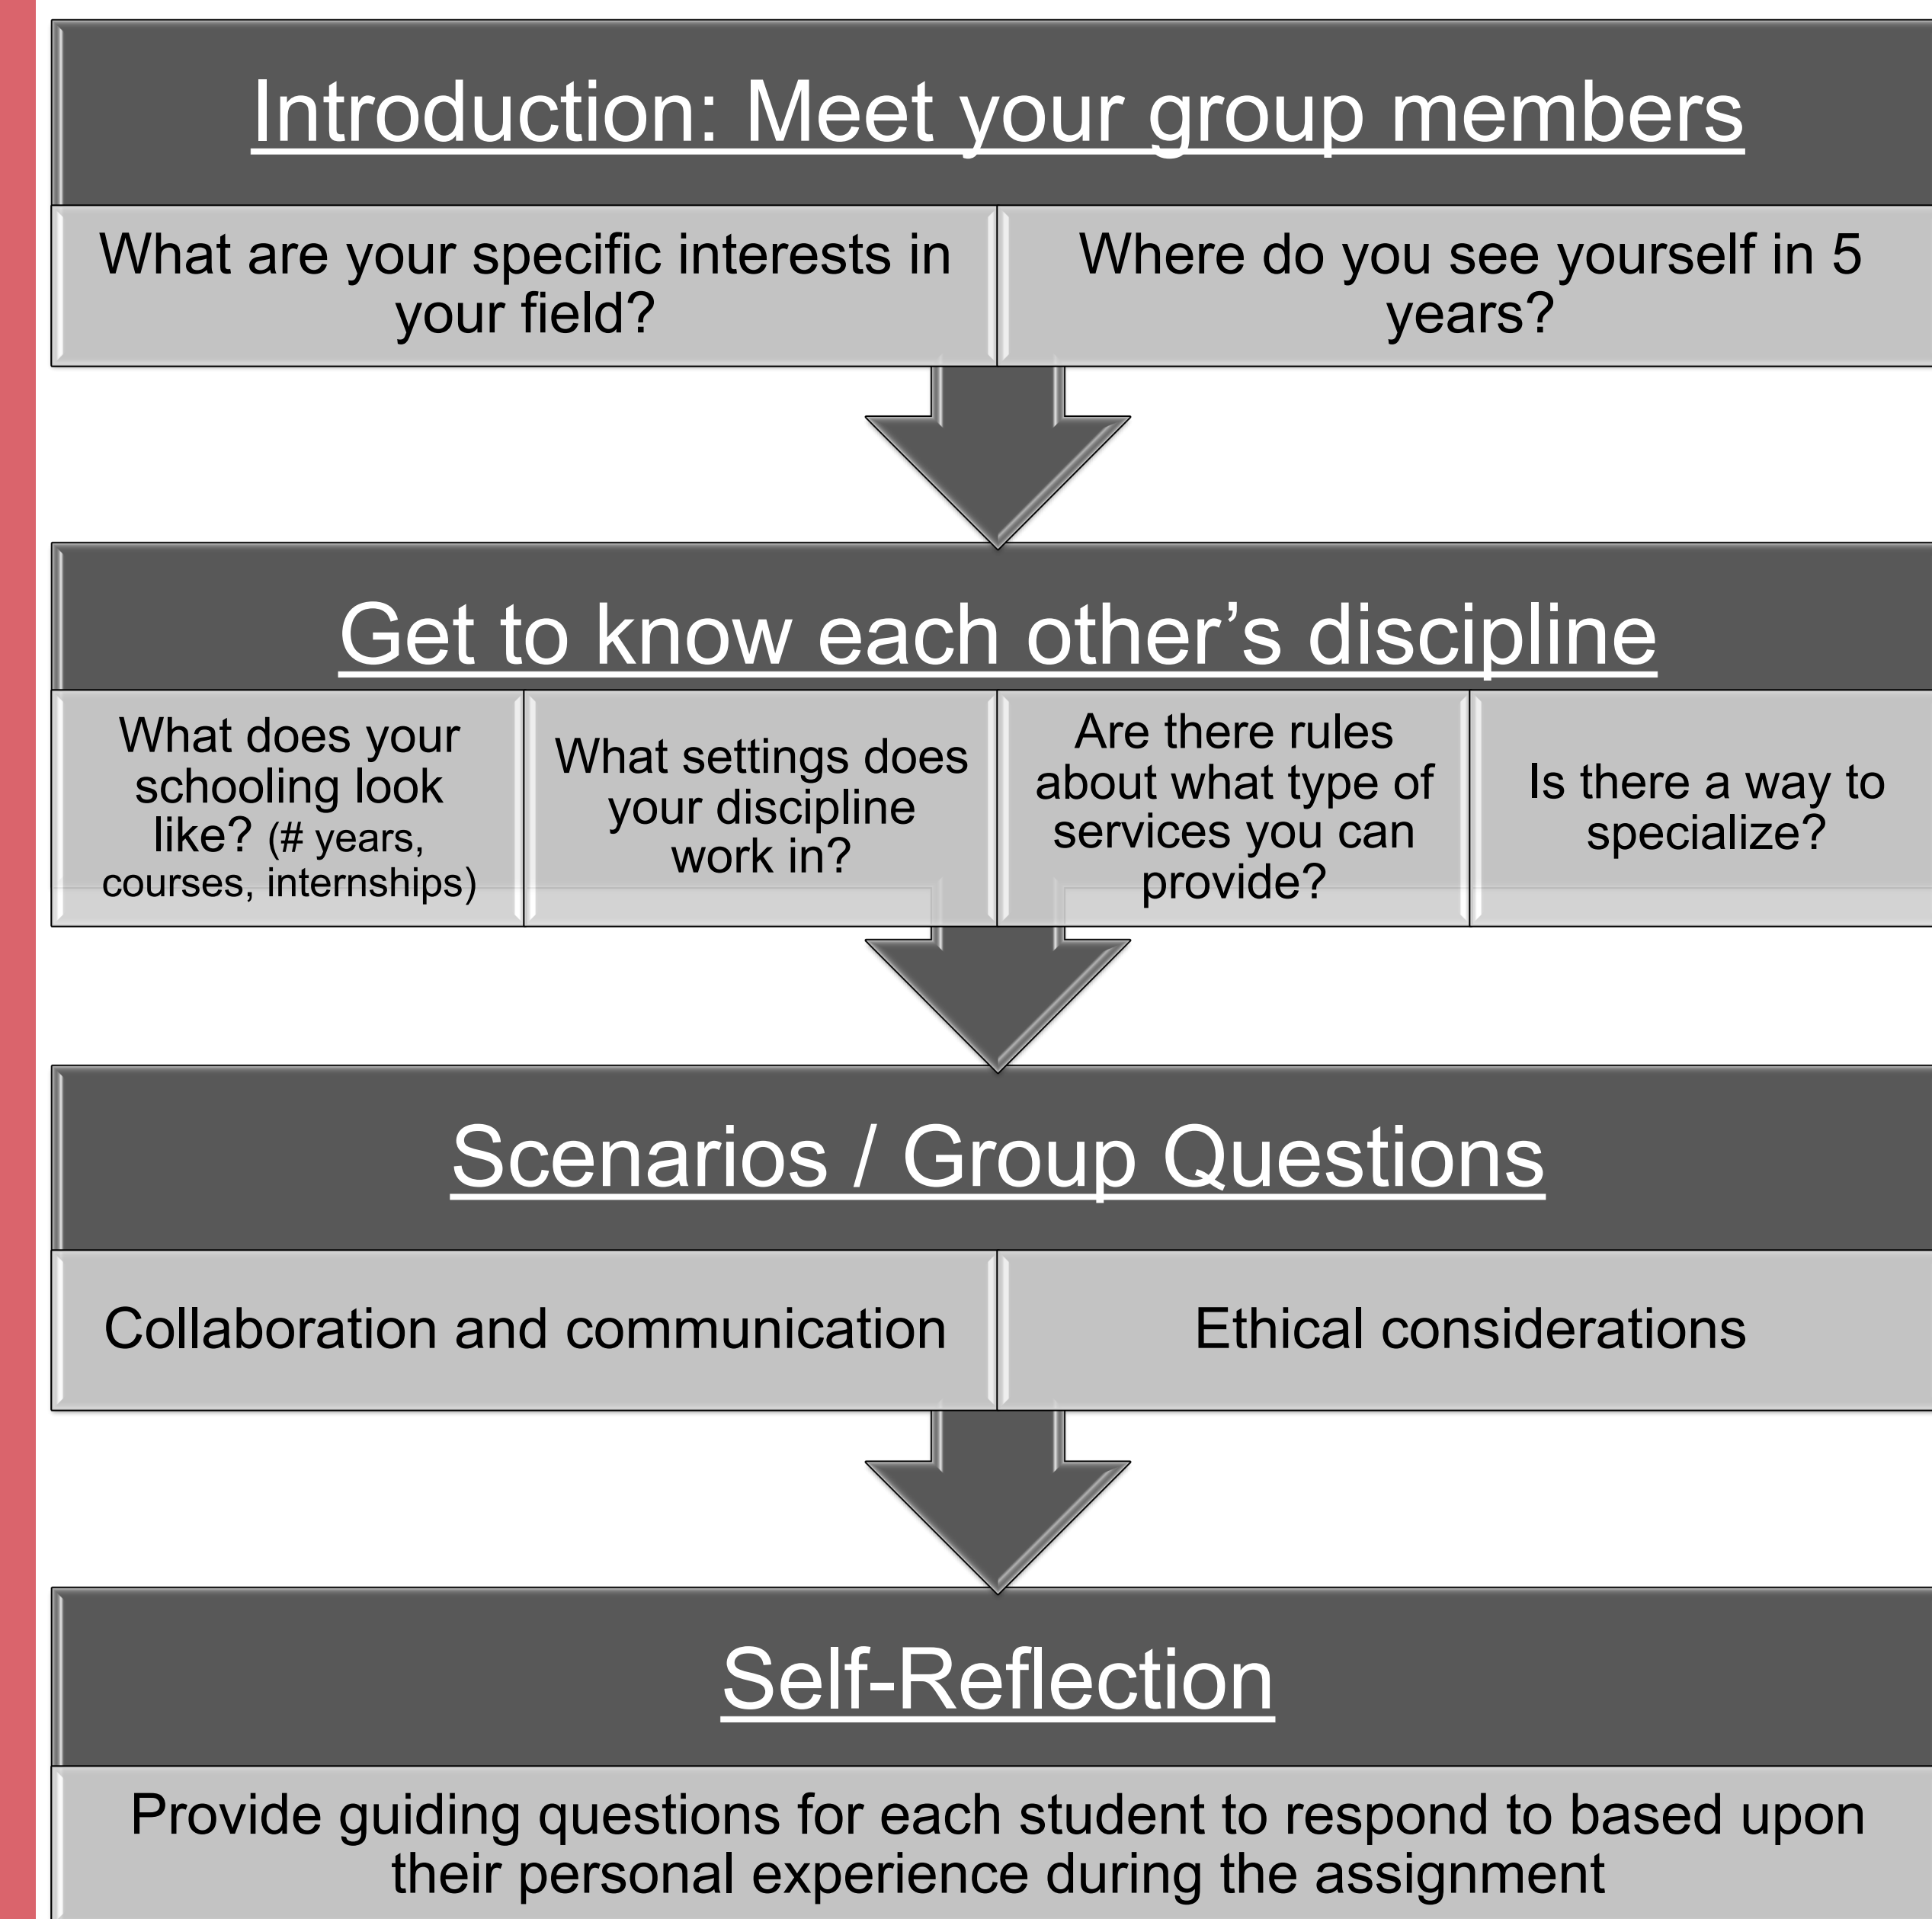 Introduction: Meet your group members
What are your specific interests in
your field?
Where do you see yourself in 5
years?
Get to know each other’s discipline
What does your
schooling look
like? (# years,
courses, internships)
What settings does
your discipline
work in?
Are there rules
about what type of
services you can
provide?
Is there a way to
specialize?
Scenarios / Group Questions
Collaboration and communication
Ethical considerations
Self-Reflection
Provide guiding questions for each student to respond to based upon
their personal experience during the assignment